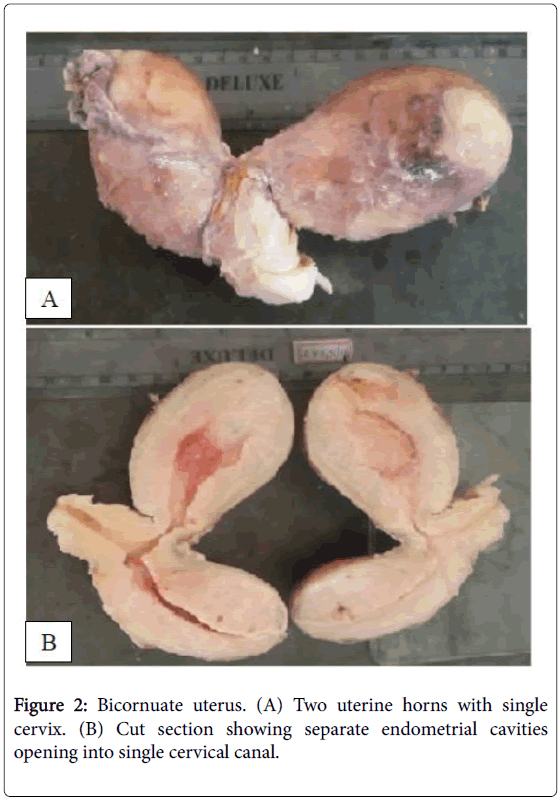 DELUXE
A
DELUXE
B
Figure 2: Bicornuate uterus. (A) Two uterine horns with single
cervix. (B) Cut section showing separate endometrial cavities
opening into single cervical canal.